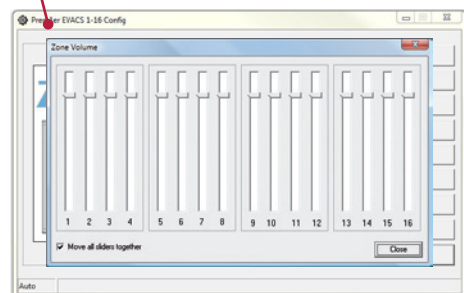 EVACS 1-16 Config
Zone Volume
1 2 3 4 5 6 7 8 9 10 11 12 13 14 15 16
Move all sliders together
Close
Auto